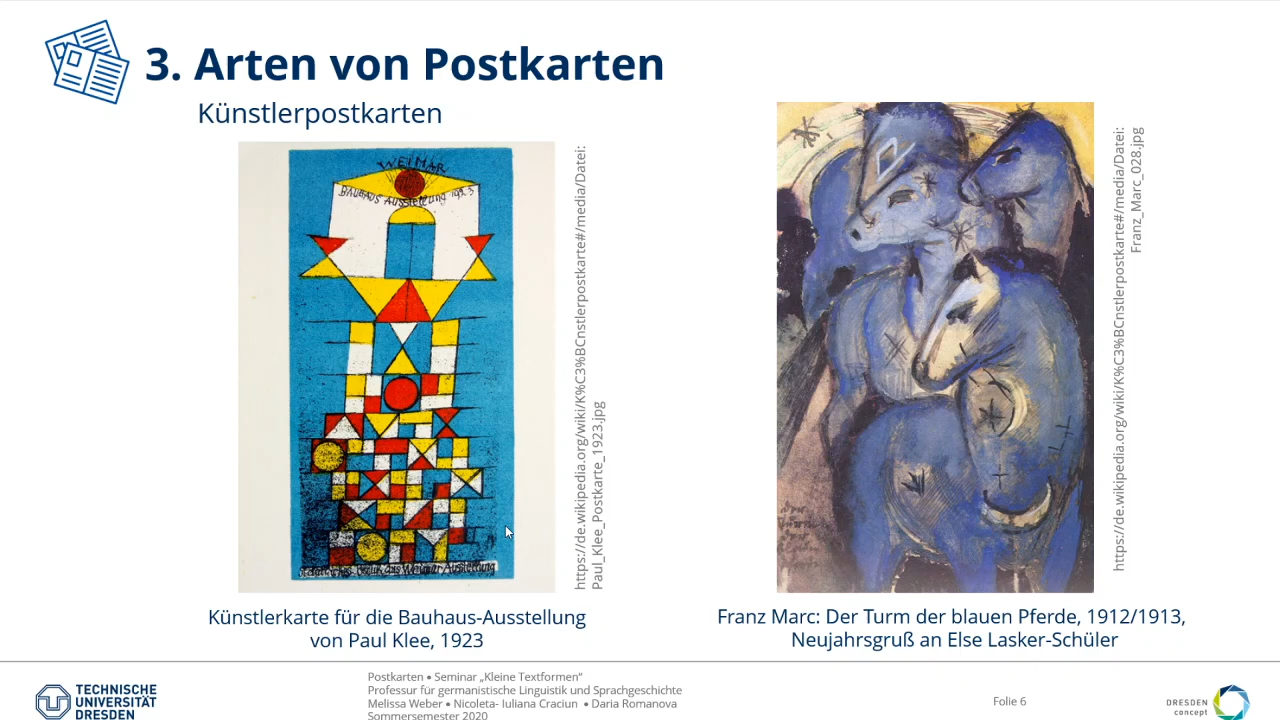 3. Arten von Postkarten
Künstlerpostkarten
WEIMAR
BAUHAUS AUSSTELLUNG 1923
https://de.wikipedia.org/wiki/K%C3%BCnstlerpostkarte#/media/Datei:
Paul_Klee_Postkarte_1923.jpg
https://de.wikipedia.org/wiki/K%C3%BCnstlerpostkarte#/media/Datei:
Franz_Marc_028.jpg
Künstlerkarte für die Bauhaus-Ausstellung
von Paul Klee, 1923
Franz Marc: Der Turm der blauen Pferde, 1912/1913,
Neujahrsgruß an Else Lasker-Schüler
TECHNISCHE
UNIVERSITÄT
DRESDEN
Postkarten • Seminar „Kleine Textformen“
Professur für germanistische Linguistik und Sprachgeschichte
Melissa Weber • Nicoleta- Iuliana Craciun • Daria Romanova
Sommersemester 2020
Folie 6
DRESDEN
concept